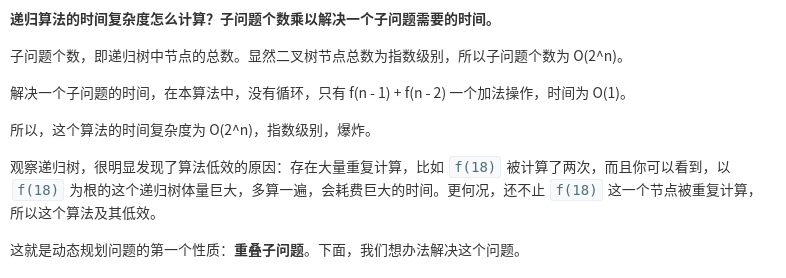 递归算法的时间复杂度怎么计算？子问题个数乘以解决一个子问题需要的时间。
子问题个数，即递归树中节点的总数。显然二叉树节点总数为指数级别，所以子问题个数为 O(2^n)。
解决一个子问题的时间，在本算法中，没有循环，只有 f(n - 1) + f(n - 2) 一个加法操作，时间为 O(1)。
所以，这个算法的时间复杂度为 O(2^n)，指数级别，爆炸。
观察递归树，很明显发现了算法低效的原因：存在大量重复计算，比如 f(18) 被计算了两次，而且你可以看到，以
f(18) 为根的这个递归树体量巨大，多算一遍，会耗费巨大的时间。更何况，还不止 f(18) 这一个节点被重复计算，
所以这个算法及其低效。
这就是动态规划问题的第一个性质：重叠子问题。下面，我们想办法解决这个问题。